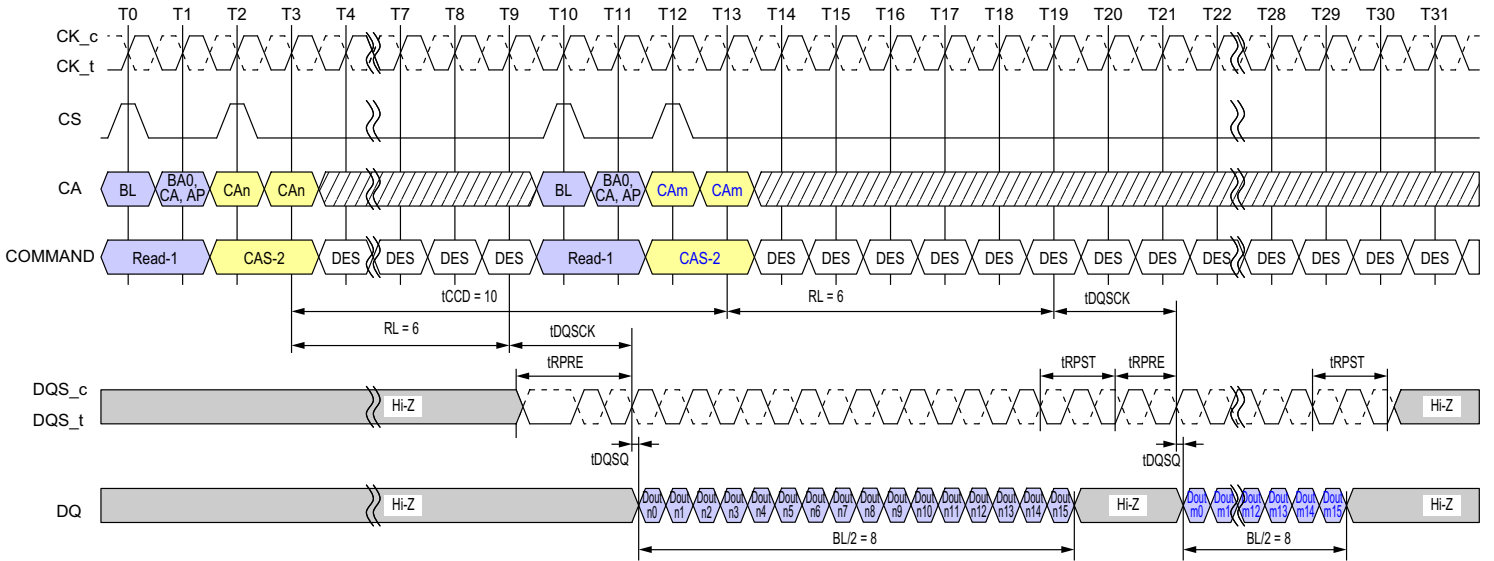 T0 T1 T2 T3 T4 T7 T8 T9 T10 T11 T12 T13 T14 T15 T16 T17 T18 T19 T20 T21 T22 T28 T29 T30 T31
CK_c
CK_t
CS
CA BL BA0, CA, AP CAn CAn BL BA0, CA, AP CAm CAm
COMMAND Read-1 CAS-2 DES DES DES DES Read-1 CAS-2 DES DES DES DES DES DES DES DES DES DES DES DES DES
tCCD = 10 RL = 6 tDQSCK
RL = 6 tDQSCK
tRPRE tRPST tRPRE tRPST
DQS_c
DQS_t
Hi-Z Hi-Z
tDQSQ tDQSQ
DQ Hi-Z Dout n0 Dout n1 Dout n2 Dout n3 Dout n4 Dout n5 Dout n6 Dout n7 Dout n8 Dout n9 Dout n10 Dout n11 Dout n12 Dout n13 Dout n14 Dout n15 Hi-Z Dout m0 Dout m1 Dout m12 Dout m13 Dout m14 Dout m15 Hi-Z
BL/2 = 8 BL/2 = 8